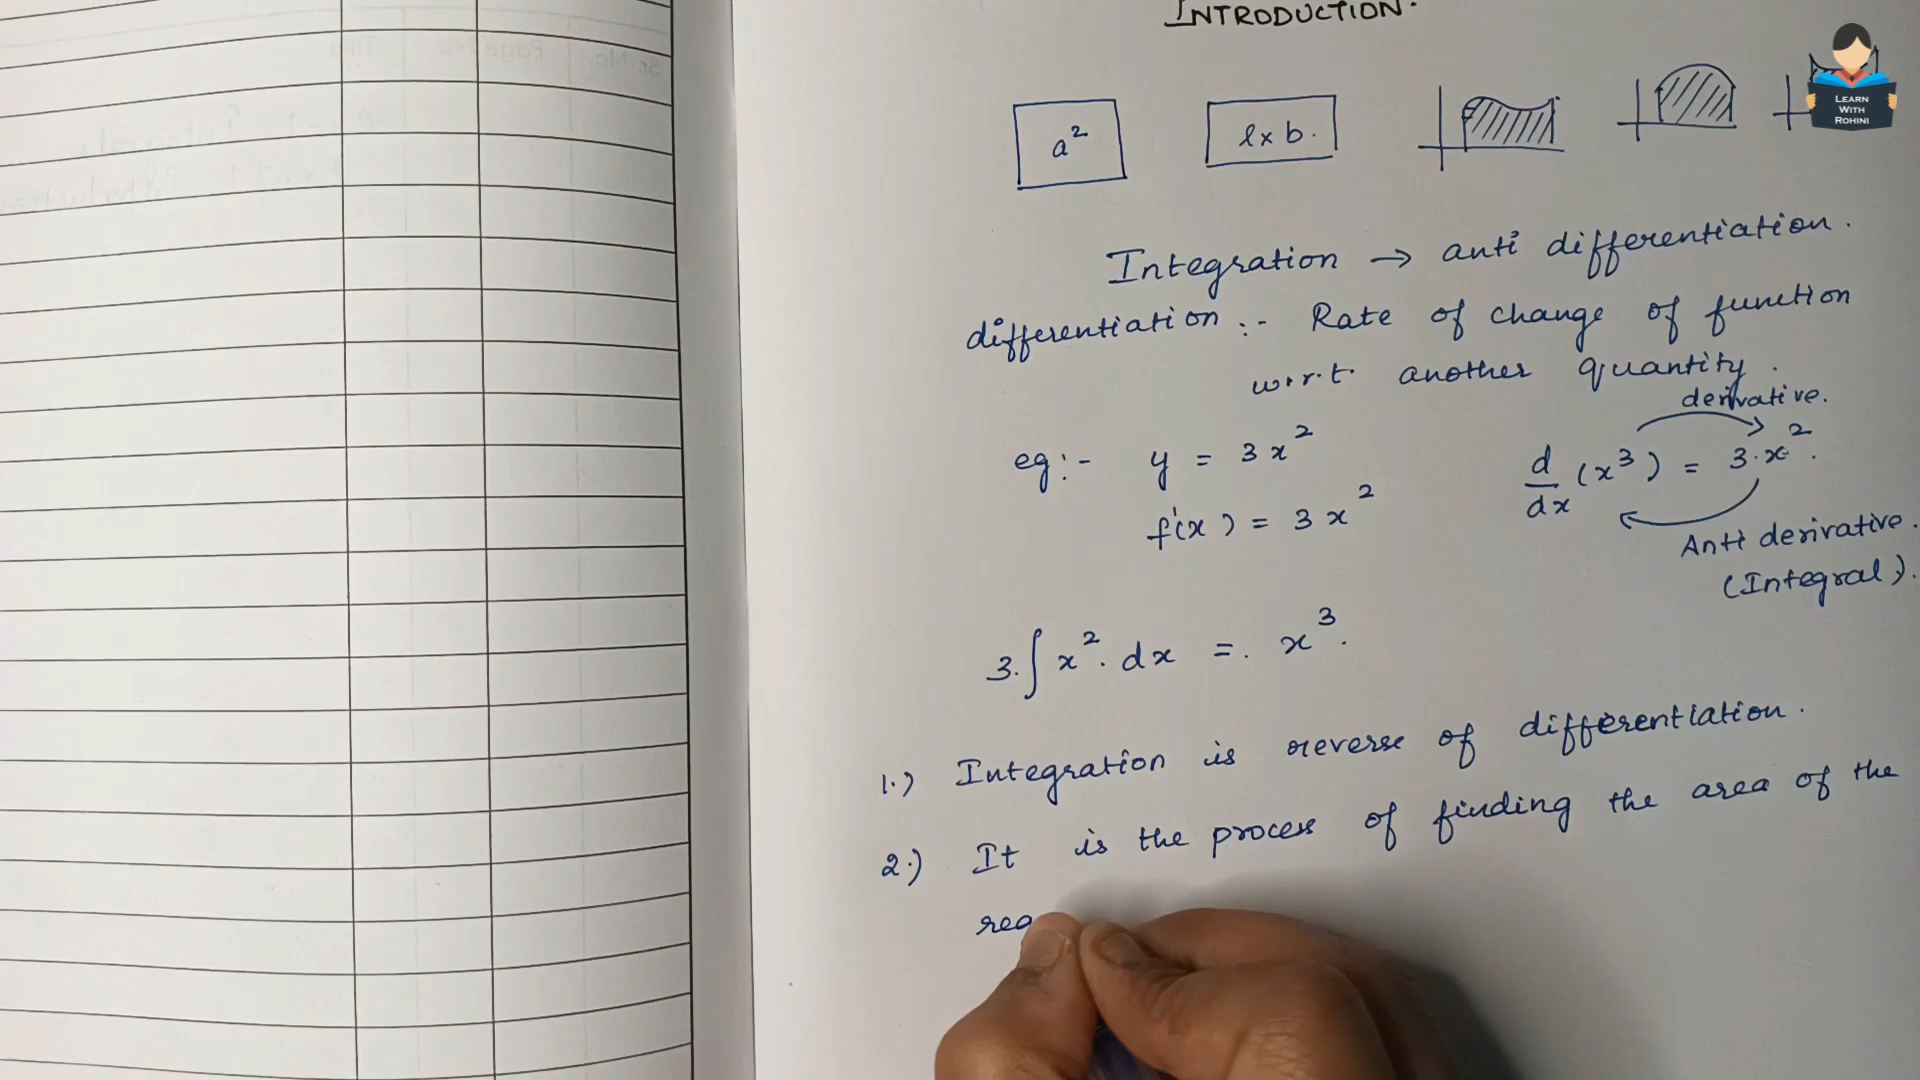 INTRODUCTION.
a²
l x b.
LEARN
WITH
ROHINI
Integration → anti differentiation.
differentiation :- Rate of change of function
w.r.t. another quantity.
derivative.
eg:- y = 3x²
d/dx (x³) = 3.x².
f'(x) = 3x²
Anti derivative.
(Integral).
3.∫x².dx =. x³.
1.) Integration is reverse of differentiation.
2.) It is the process of finding the area of the